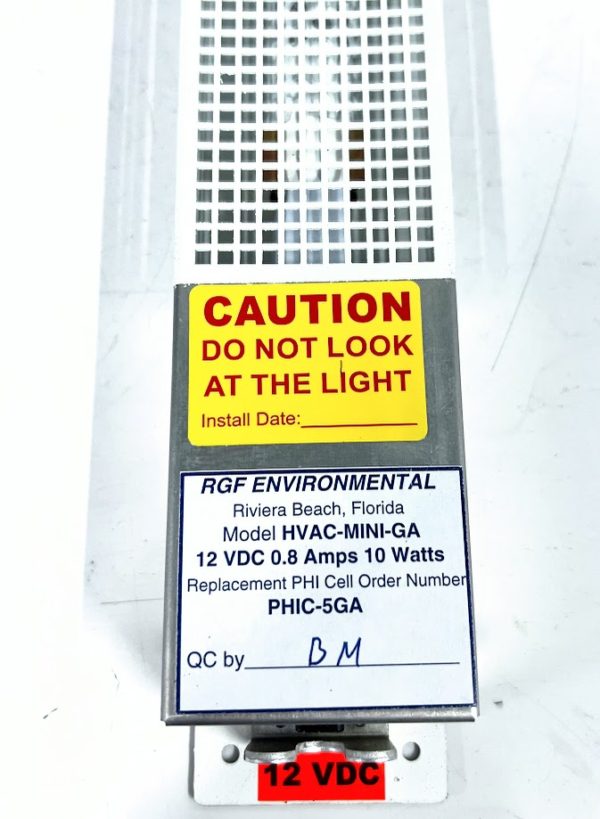 CAUTION
DO NOT LOOK
AT THE LIGHT
Install Date:
RGF ENVIRONMENTAL
Riviera Beach, Florida
Model HVAC-MINI-GA
12 VDC 0.8 Amps 10 Watts
Replacement PHI Cell Order Number
PHIC-5GA
QC by BM
12 VDC